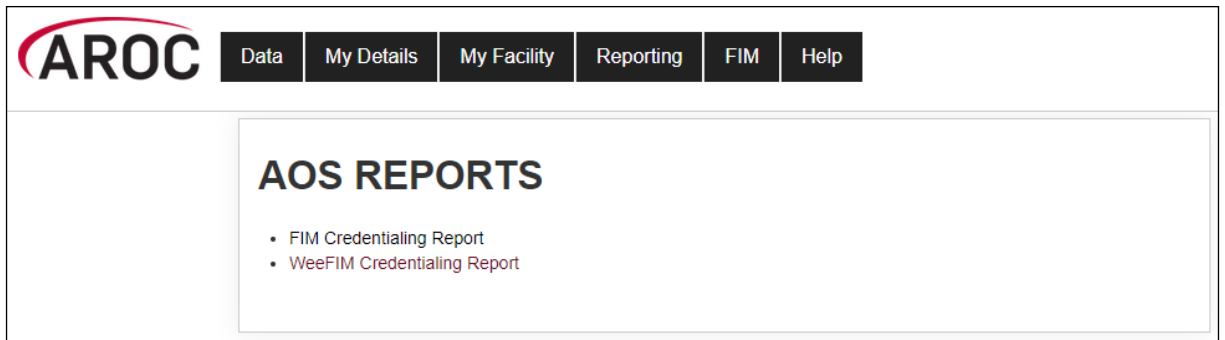 AROC
Data My Details My Facility Reporting FIM Help
AOS REPORTS
• FIM Credentialing Report
• WeeFIM Credentialing Report